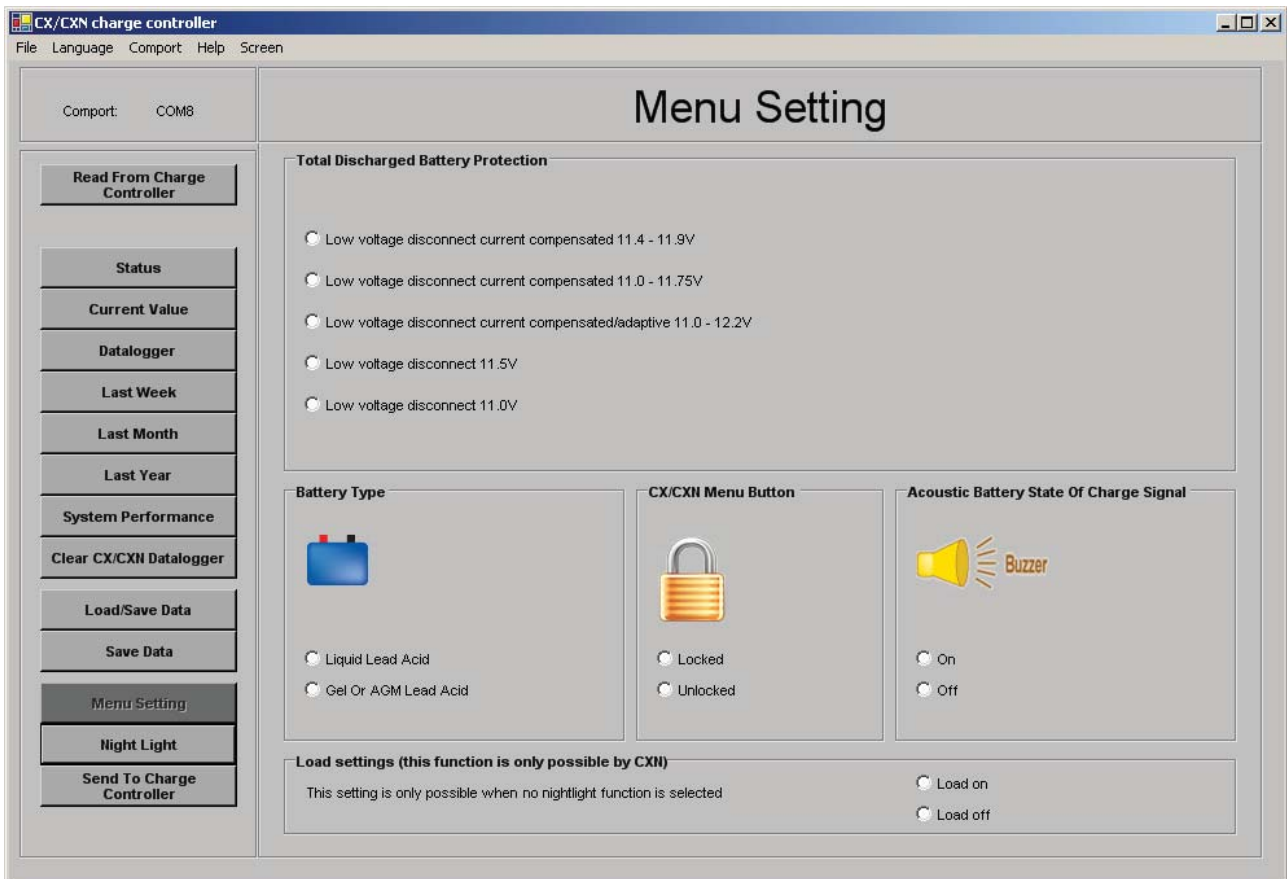 CX/CXN charge controller
File Language Comport Help Screen
Comport: COM8
Menu Setting
Read From Charge
Controller
Status
Current Value
Datalogger
Last Week
Last Month
Last Year
System Performance
Clear CX/CXN Datalogger
Load/Save Data
Save Data
Menu Setting
Night Light
Send To Charge
Controller
Total Discharged Battery Protection
Low voltage disconnect current compensated 11.4 - 11.9V
Low voltage disconnect current compensated 11.0 - 11.75V
Low voltage disconnect current compensated/adaptive 11.0 - 12.2V
Low voltage disconnect 11.5V
Low voltage disconnect 11.0V
Battery Type
Liquid Lead Acid
Gel Or AGM Lead Acid
CX/CXN Menu Button
Locked
Unlocked
Acoustic Battery State Of Charge Signal
Buzzer
On
Off
Load settings (this function is only possible by CXN)
This setting is only possible when no nightlight function is selected
Load on
Load off